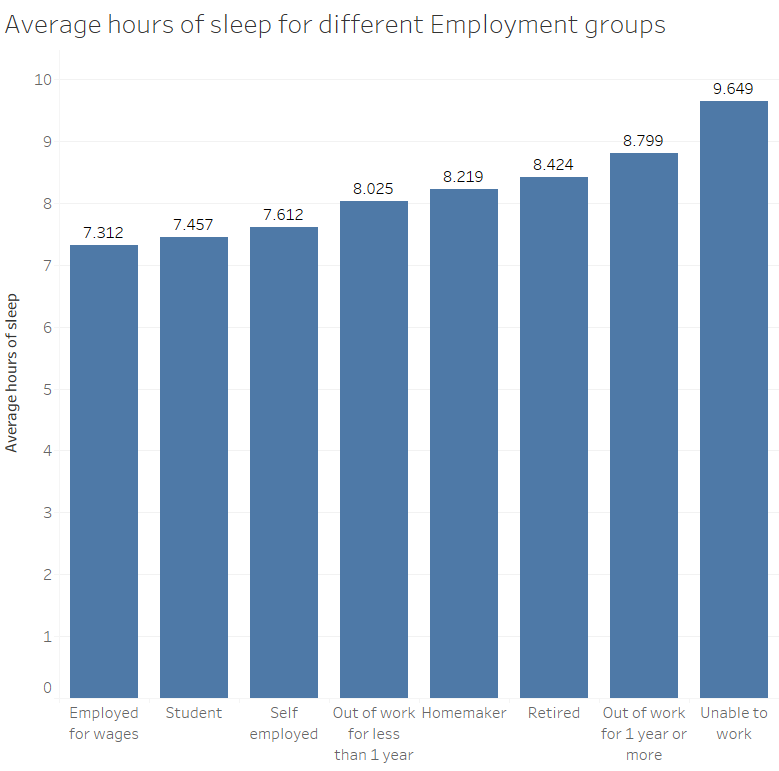 Average hours of sleep for different Employment groups
Average hours of sleep
10
9
8
7
6
5
4
3
2
1
0
7.312
7.457
7.612
8.025
8.219
8.424
8.799
9.649
Employed
for wages
Student
Self
employed
Out of work
for less
than 1 year
Homemaker
Retired
Out of work
for 1 year or
more
Unable to
work